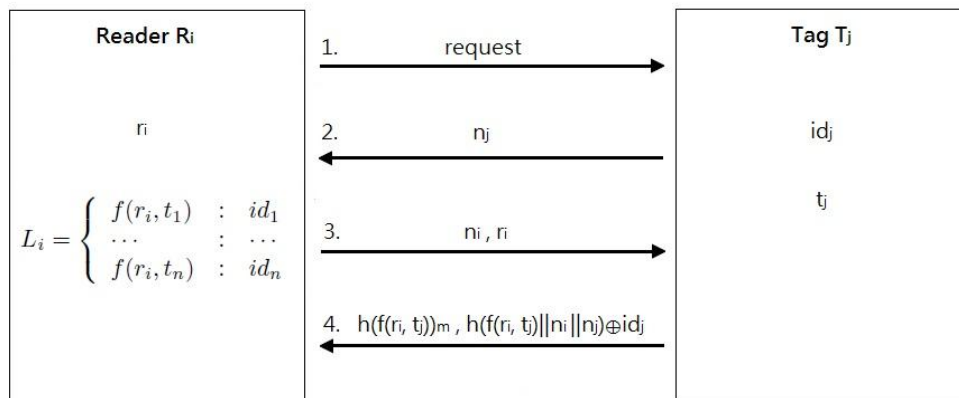 Reader Rᵢ
rᵢ
Lᵢ = { f(rᵢ, t₁) : id₁
⋯ : ⋯
f(rᵢ, tₙ) : idₙ
1. request
2. nⱼ
3. nᵢ , rᵢ
4. h(f(rᵢ, tⱼ))ₘ , h(f(rᵢ, tⱼ)||nᵢ||nⱼ)⊕idⱼ
Tag Tⱼ
idⱼ
tⱼ